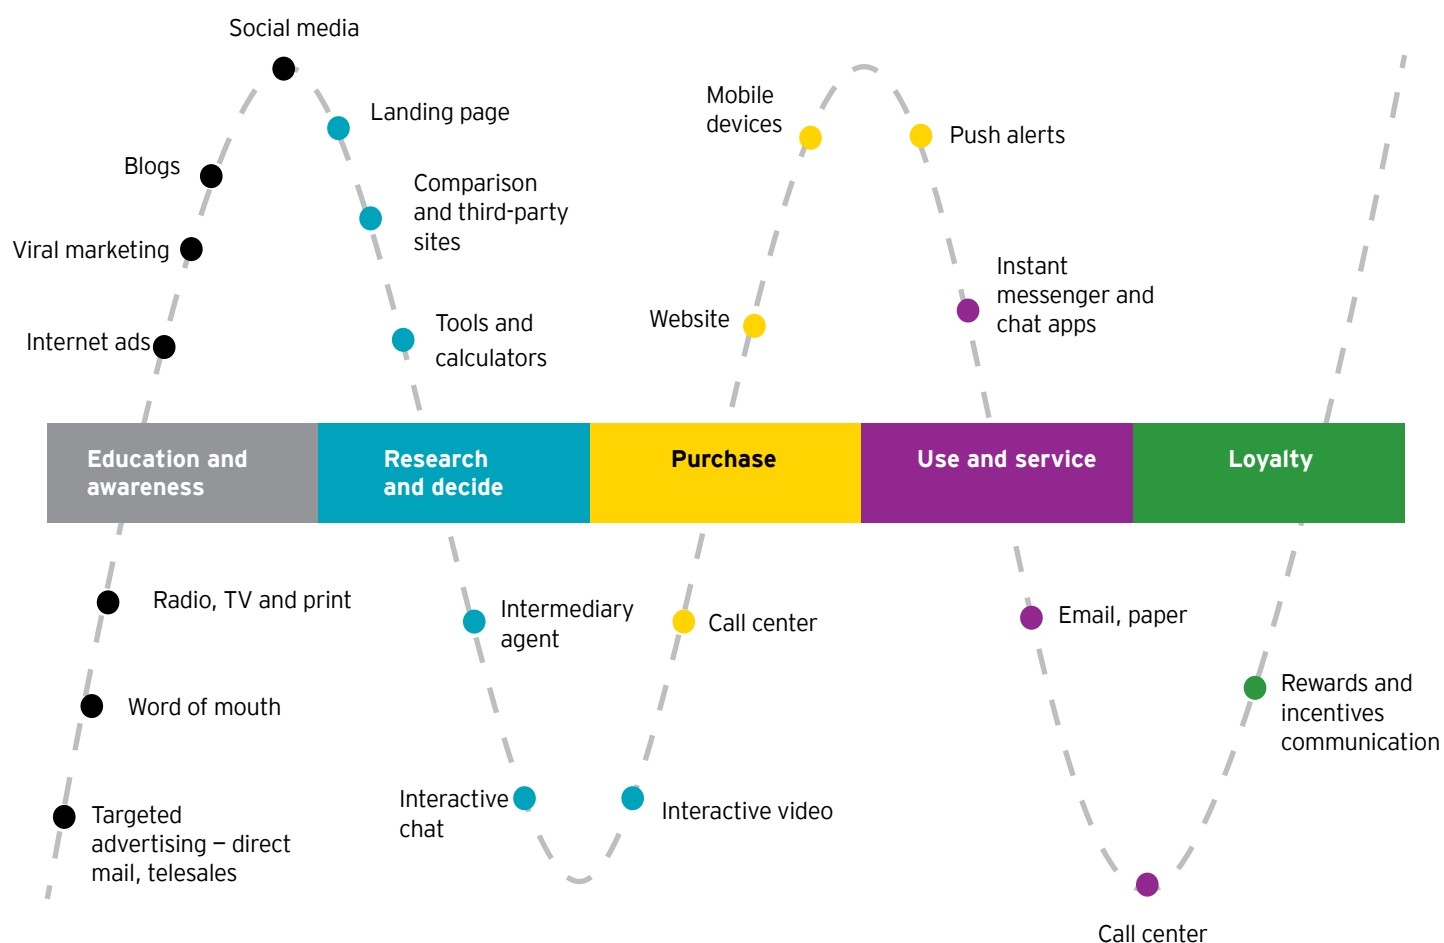 Social media
Landing page
Blogs
Comparison
and third-party
sites
Viral marketing
Internet ads
Tools and
calculators
Mobile
devices
Push alerts
Website
Instant
messenger and
chat apps
Education and
awareness
Research
and decide
Purchase
Use and service
Loyalty
Radio, TV and print
Word of mouth
Targeted
advertising – direct
mail, telesales
Intermediary
agent
Interactive
chat
Interactive video
Call center
Email, paper
Rewards and
incentives
communication
Call center